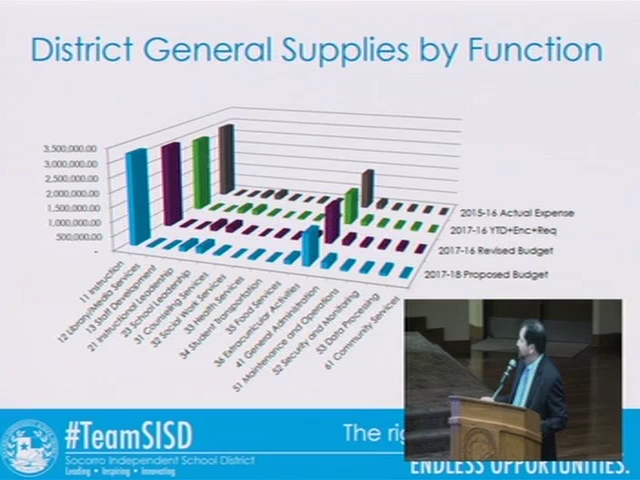 District General Supplies by Function
3,500,000.00
3,000,000.00
2,500,000.00
2,000,000.00
1,500,000.00
1,000,000.00
500,000.00
-
2015-16 Actual Expense
2017-16 YTD+Enc+Req
2017-16 Revised Budget
2017-18 Proposed Budget
11 Instruction
12 Library/Media Services
13 Staff Development
21 Instructional Leadership
23 School Leadership
31 Counseling Services
32 Social Work Services
33 Health Services
34 Student Transportation
35 Food Services
36 Extracurricular Activities
41 General Administration
51 Maintenance and Operations
52 Security and Monitoring
53 Data Processing
61 Community Services
#TeamSISD
Socorro Independent School District
Leading • Inspiring • Innovating
The rig
ENDLESS OPPORTUNITIES.